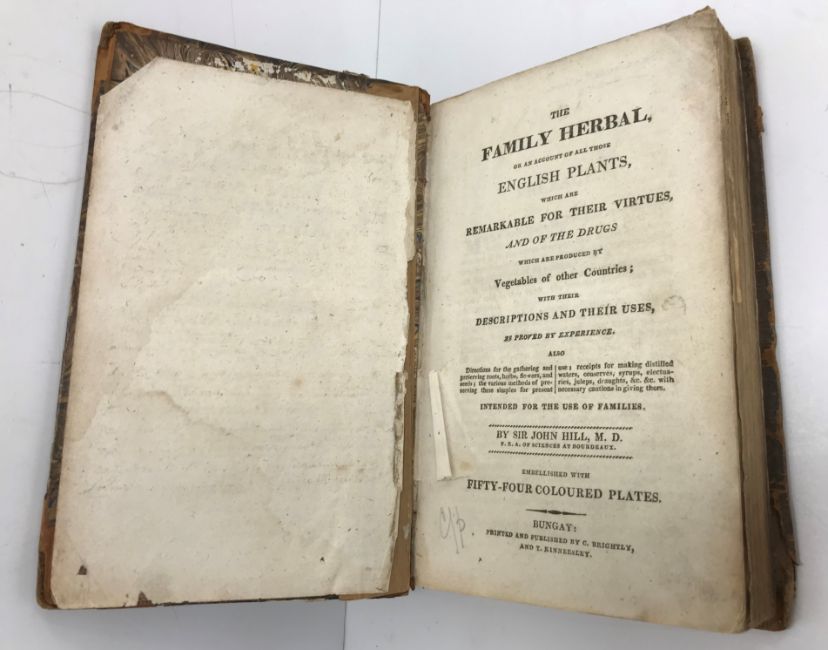 THE
FAMILY HERBAL,
OR AN ACCOUNT OF ALL THOSE
ENGLISH PLANTS,
WHICH ARE
REMARKABLE FOR THEIR VIRTUES,
AND OF THE DRUGS
WHICH ARE PRODUCED BY
Vegetables of other Countries;
WITH THEIR
DESCRIPTIONS AND THEIR USES,
AS PROVED BY EXPERIENCE.
ALSO
Directions for the gathering and
preserving roots, herbs, flowers, and
seeds; the various methods of pre-
serving these simples for present
use: receipts for making distilled
waters, conserves, syrups, electua-
ries, juleps, draughts, &c. &c. with
necessary cautions in giving them.
INTENDED FOR THE USE OF FAMILIES.
BY SIR JOHN HILL, M. D.
F. R. A. OF SCIENCES AT BOURDEAUX.
EMBELLISHED WITH
FIFTY-FOUR COLOURED PLATES.
BUNGAY:
PRINTED AND PUBLISHED BY C. BRIGHTLY,
AND T. KINNERSLEY.